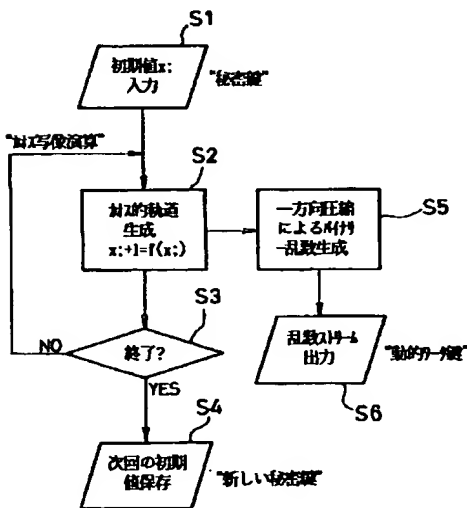 S1
初期値xi
入力
"秘密鍵"
"カオス写像演算"
S2
カオス的軌道
生成
xi+1=f(xi)
S5
一方向圧縮
によるバイナリ
ー乱数生成
S3
終了?
NO
YES
乱数ストリーム
出力
"動的データ鍵"
S6
S4
次回の初期
値保存
"新しい秘密鍵"